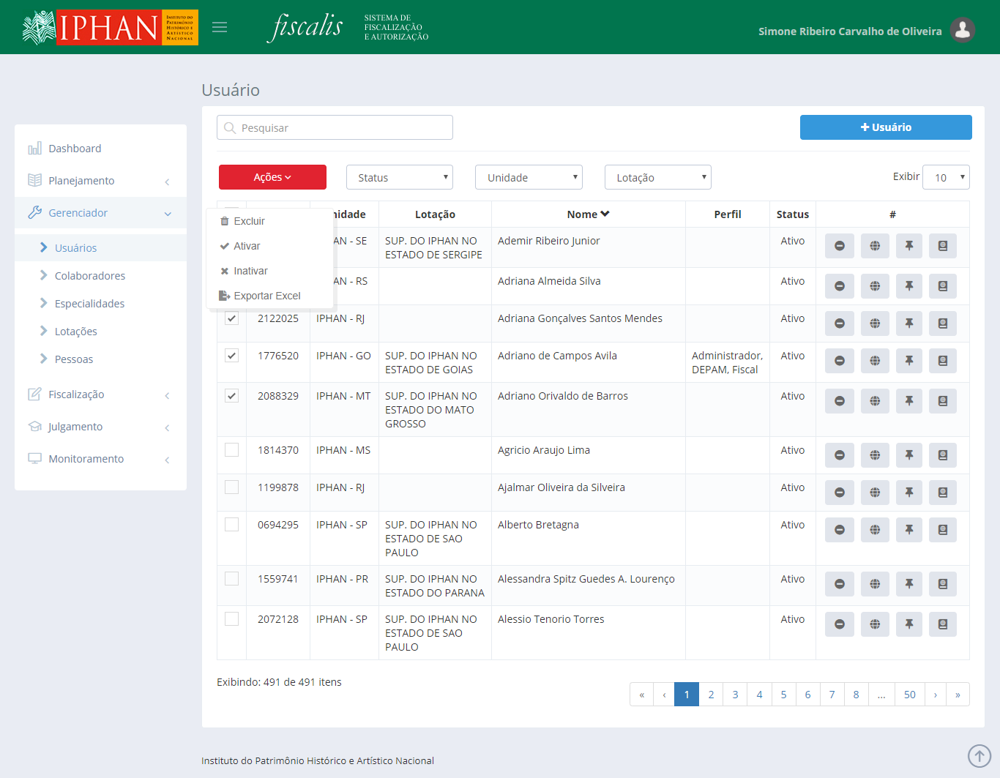 IPHAN
INSTITUTO DO
PATRIMÔNIO
HISTÓRICO E
ARTÍSTICO
NACIONAL
fiscalis
SISTEMA DE
FISCALIZAÇÃO
E AUTORIZAÇÃO
Simone Ribeiro Carvalho de Oliveira
Usuário
Pesquisar
Usuário
Dashboard
Planejamento
Gerenciador
Usuários
Colaboradores
Especialidades
Lotações
Pessoas
Fiscalização
Julgamento
Monitoramento
Ações
Status
Unidade
Lotação
Exibir 10
Excluir
Ativar
Inativar
Exportar Excel
nidade Lotação Nome Perfil Status #
AN - SE SUP. DO IPHAN NO Ademir Ribeiro Junior Ativo
ESTADO DE SERGIPE
AN - RS Adriana Almeida Silva Ativo
2122025 IPHAN - RJ Adriana Gonçalves Santos Mendes Ativo
1776520 IPHAN - GO SUP. DO IPHAN NO Adriano de Campos Avila Administrador, Ativo
ESTADO DE GOIAS DEPAM, Fiscal
2088329 IPHAN - MT SUP. DO IPHAN NO Adriano Orivaldo de Barros Ativo
ESTADO DO MATO
GROSSO
1814370 IPHAN - MS Agricio Araujo Lima Ativo
1199878 IPHAN - RJ Ajalmar Oliveira da Silveira Ativo
0694295 IPHAN - SP SUP. DO IPHAN NO Alberto Bretagna Ativo
ESTADO DE SAO
PAULO
1559741 IPHAN - PR SUP. DO IPHAN NO Alessandra Spitz Guedes A. Lourenço Ativo
ESTADO DO PARANA
2072128 IPHAN - SP SUP. DO IPHAN NO Alessio Tenorio Torres Ativo
ESTADO DE SAO
PAULO
Exibindo: 491 de 491 itens
« ‹ 1 2 3 4 5 6 7 8 ... 50 › »
Instituto do Patrimônio Histórico e Artístico Nacional